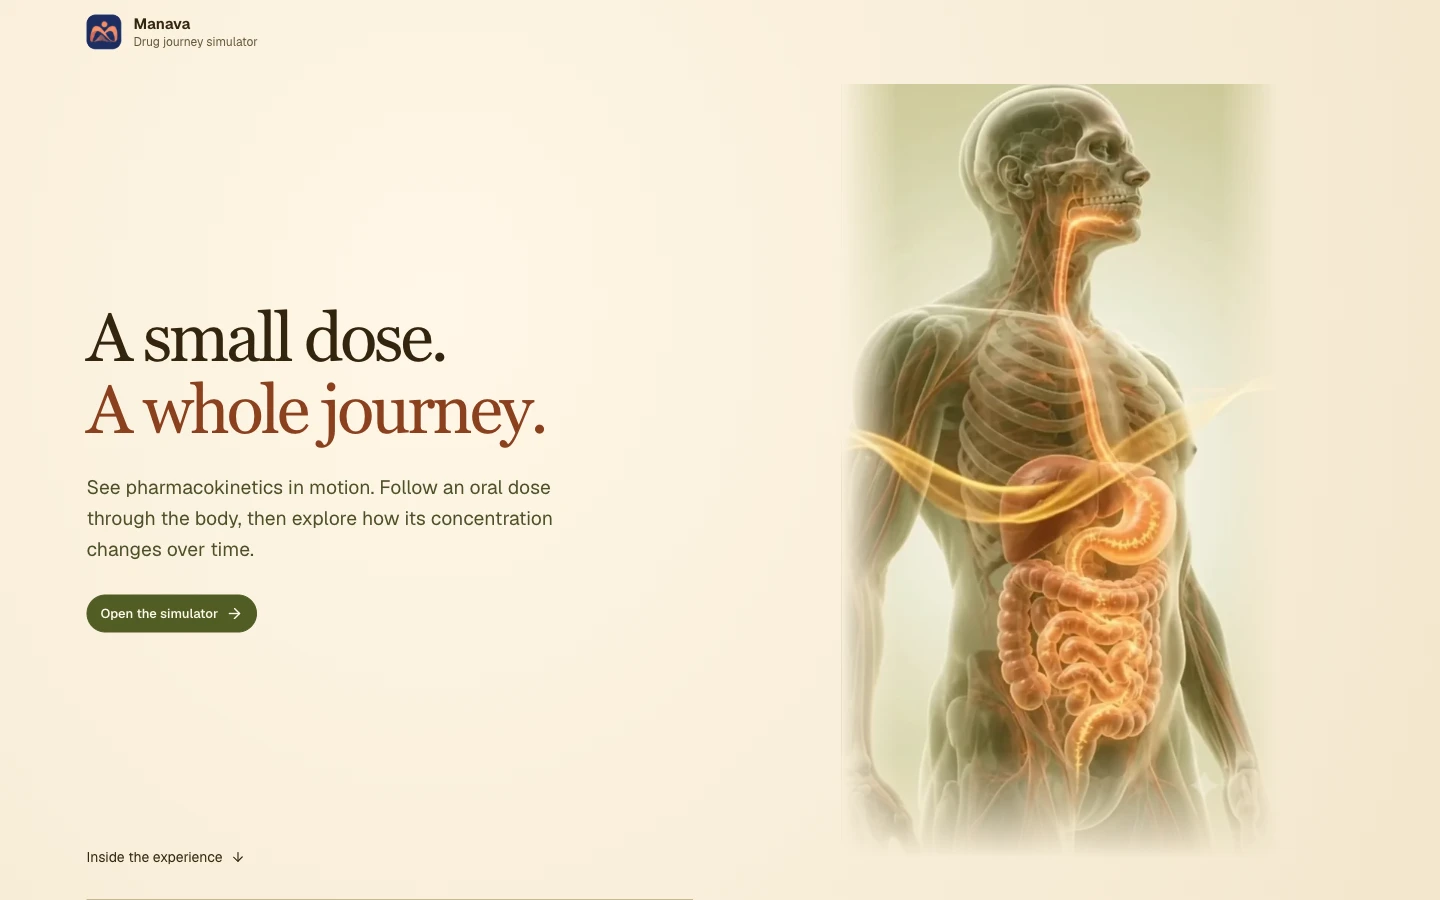 Manava
Drug journey simulator
A small dose.
A whole journey.
See pharmacokinetics in motion. Follow an oral dose
through the body, then explore how its concentration
changes over time.
Open the simulator →
Inside the experience ↓